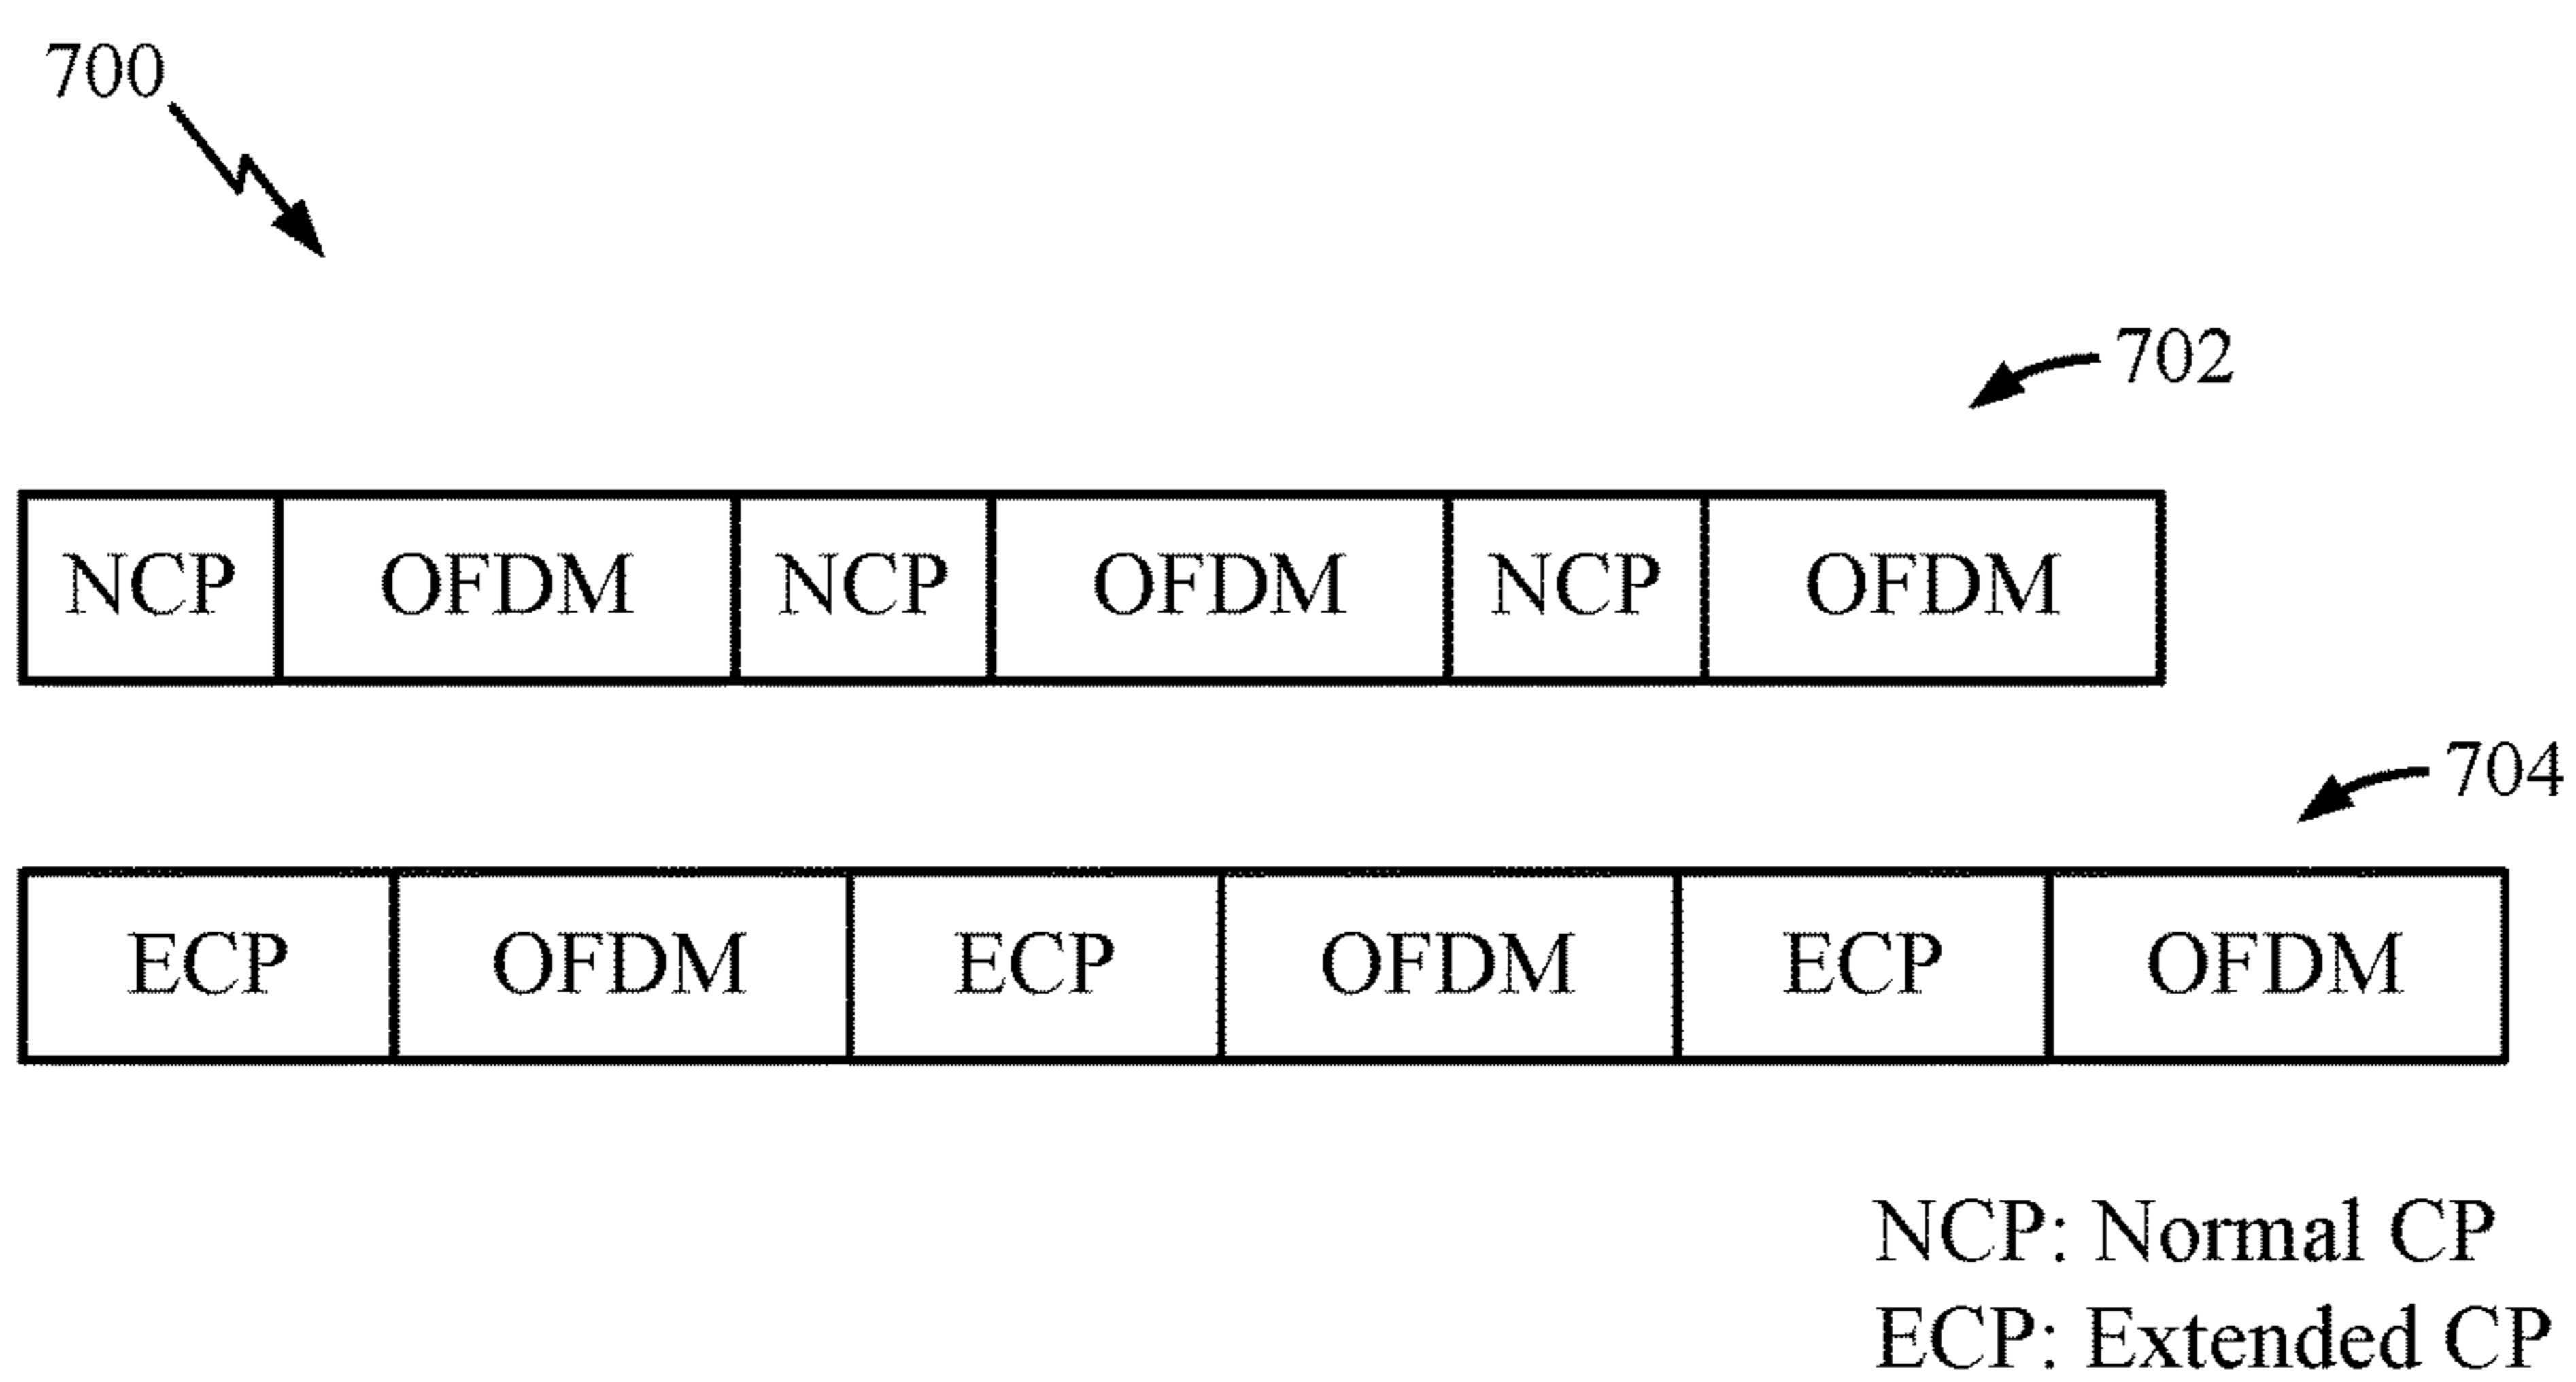 700
702
NCP OFDM NCP OFDM NCP OFDM
704
ECP OFDM ECP OFDM ECP OFDM
NCP: Normal CP
ECP: Extended CP